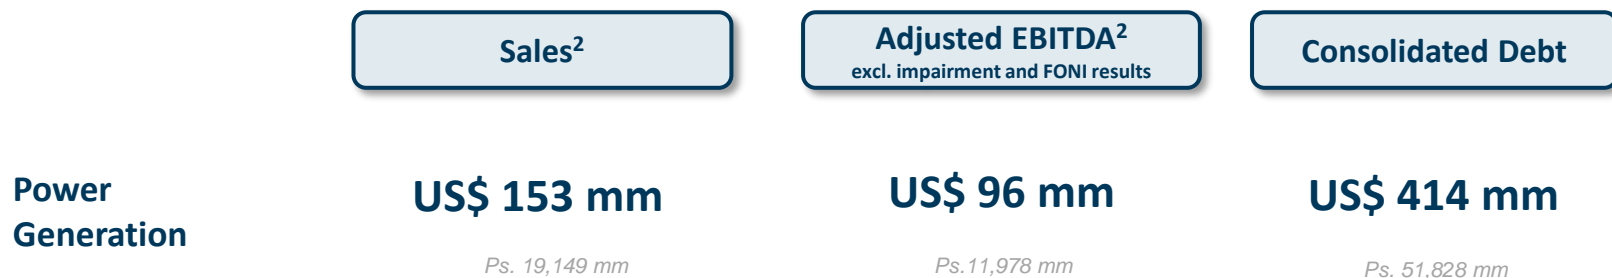 Sales²
Adjusted EBITDA²
excl. impairment and FONI results
Consolidated Debt
Power
Generation
US$ 153 mm
US$ 96 mm
US$ 414 mm
Ps. 19,149 mm
Ps.11,978 mm
Ps. 51,828 mm